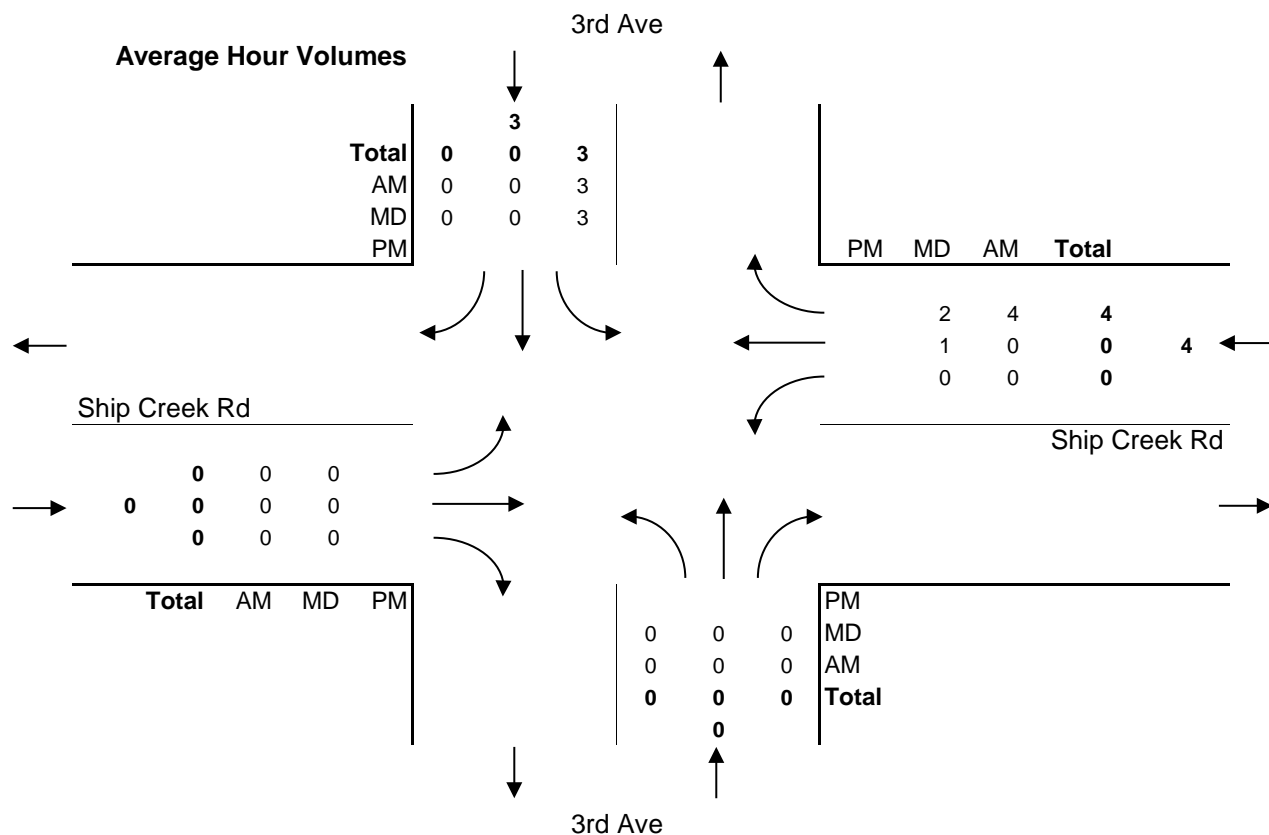 3rd Ave
Average Hour Volumes
3
Total 0 0 3
AM 0 0 3
MD 0 0 3
PM
PM MD AM Total
2 4 4
1 0 0 4
0 0 0
Ship Creek Rd
Ship Creek Rd
0 0 0
0 0 0 0
0 0 0
Total AM MD PM
PM
0 0 0 MD
0 0 0 AM
0 0 0 Total
0
3rd Ave